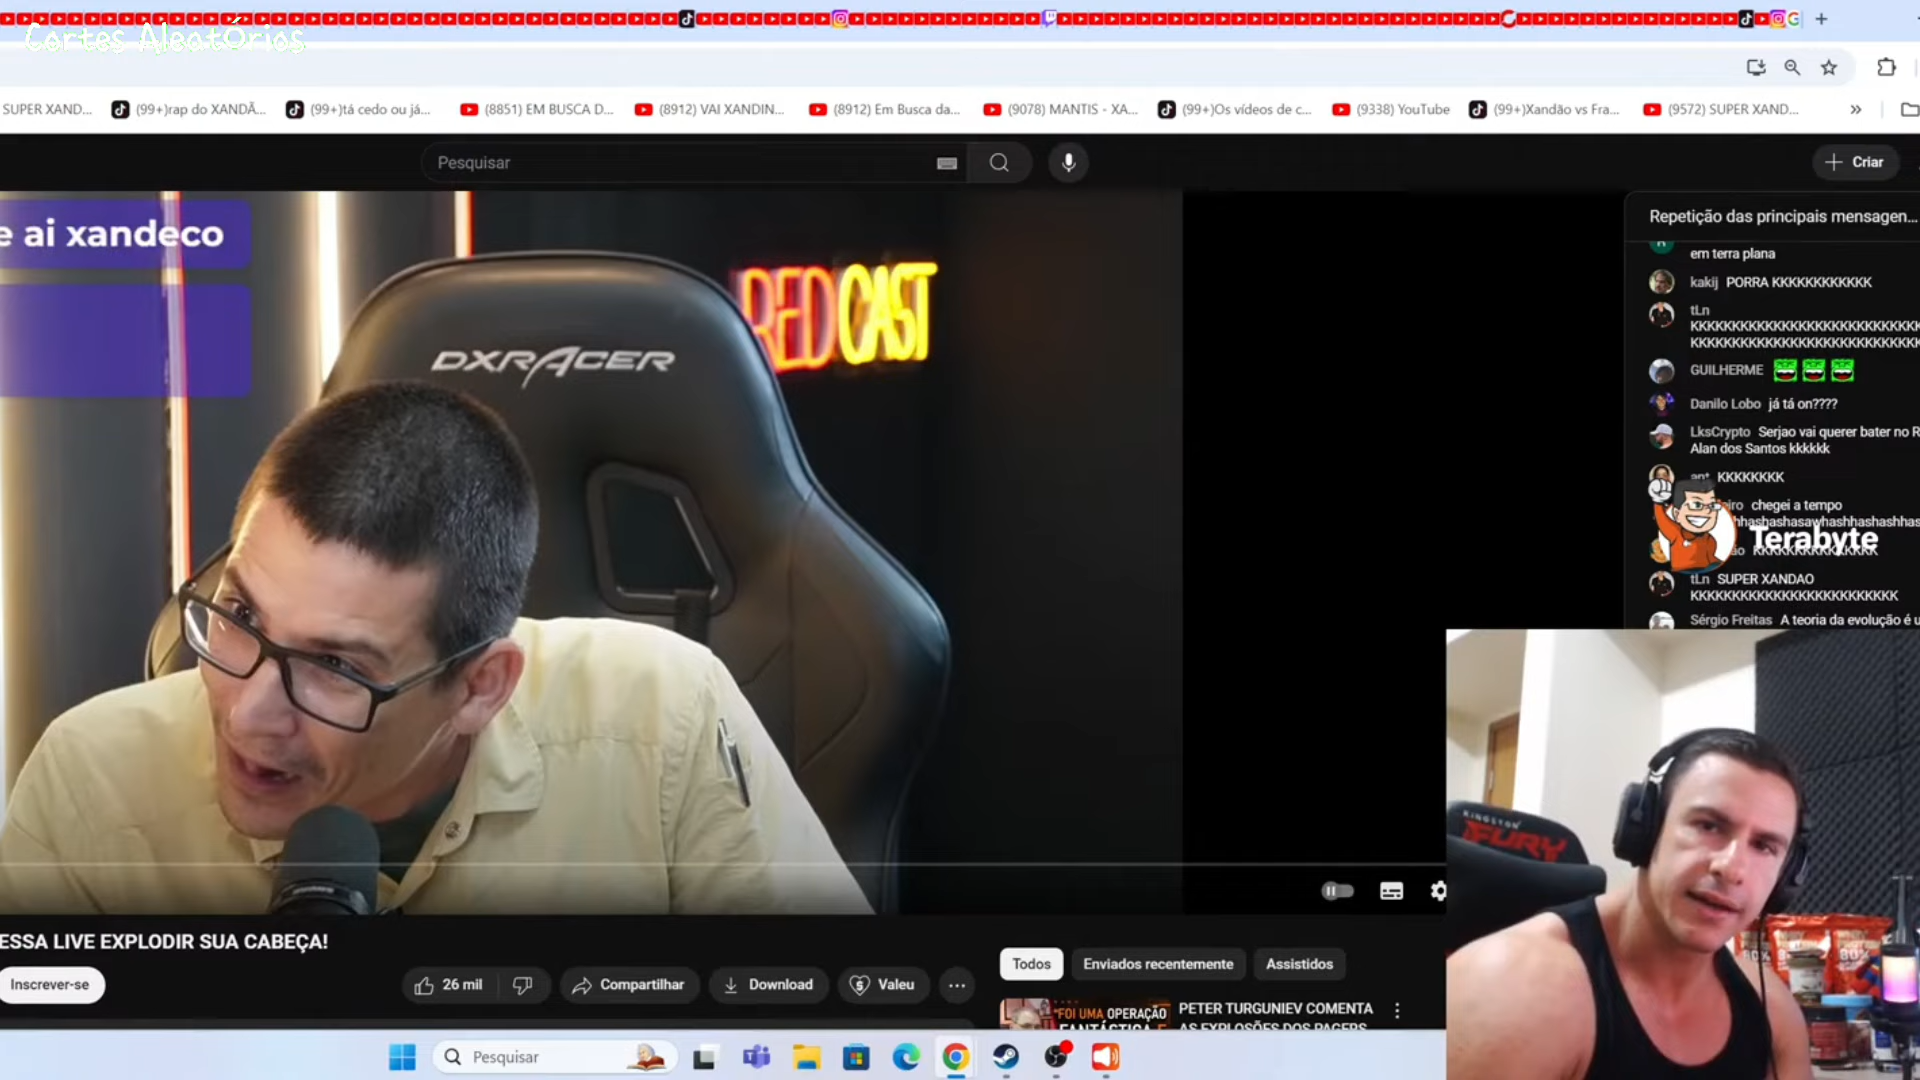 Cortes AleatÓrios
SUPER XAND...
(99+)rap do XANDÃ...
(99+)tá cedo ou já...
(8851) EM BUSCA D...
(8912) VAI XANDIN...
(8912) Em Busca da...
(9078) MANTIS - XA...
(99+)Os vídeos de c...
(9338) YouTube
(99+)Xandão vs Fra...
(9572) SUPER XAND...
Pesquisar
Criar
e ai xandeco
REDCAST
DXRACER
Repetição das principais mensagen...
em terra plana
kakij PORRA KKKKKKKKKKKK
tLn
KKKKKKKKKKKKKKKKKKKKKKKKKKKK
KKKKKKKKKKKKKKKKKKKKKKKKKKKK
GUILHERME
Danilo Lobo já tá on????
LksCrypto Serjao vai querer bater no R
Alan dos Santos kkkkkk
KKKKKKKK
chegei a tempo
Terabyte
tLn SUPER XANDAO
KKKKKKKKKKKKKKKKKKKKKKKKK
Sérgio Freitas A teoria da evolução é u
KINGSTON
FURY
80%
ESSA LIVE EXPLODIR SUA CABEÇA!
Inscrever-se
26 mil
Compartilhar
Download
Valeu
Todos
Enviados recentemente
Assistidos
"FOI UMA OPERAÇÃO
PETER TURGUNIEV COMENTA
AS EXPLOSÕES DOS PAGERS
Pesquisar